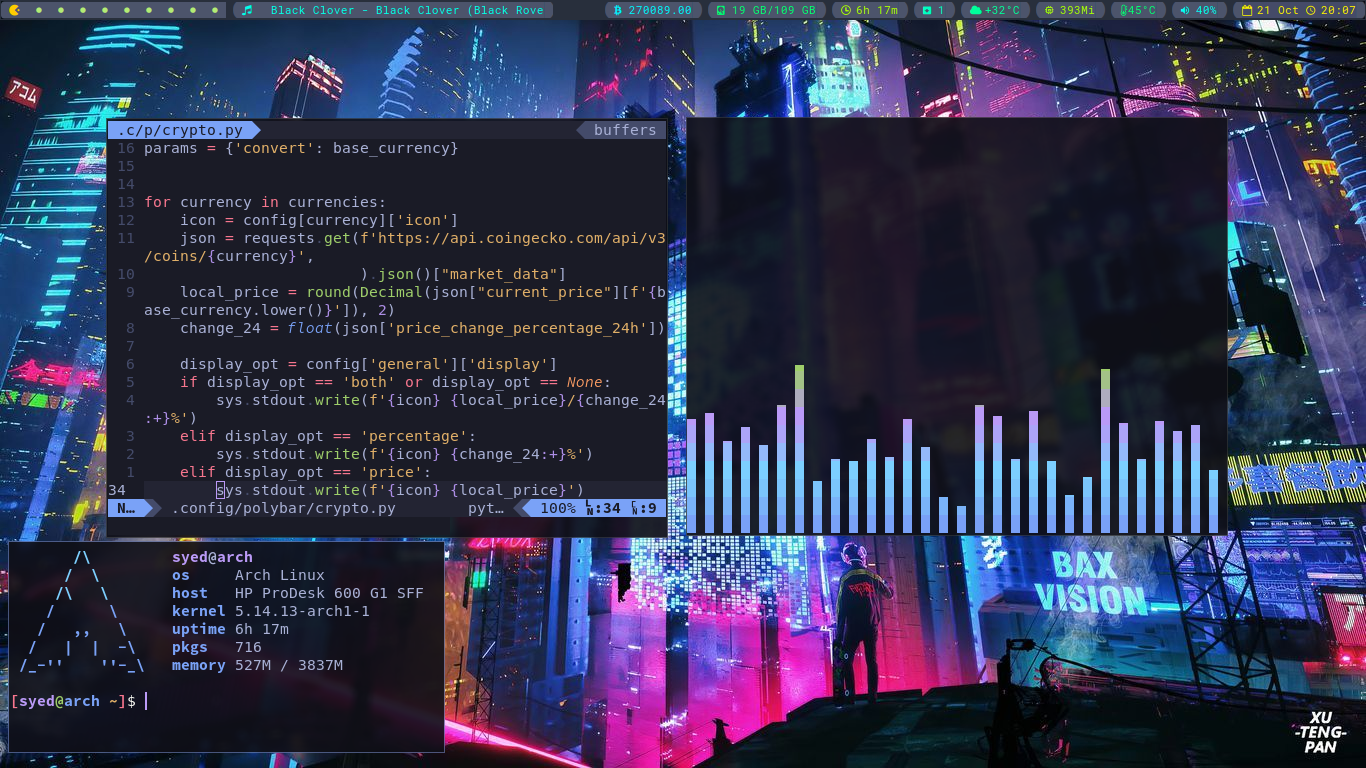 Black Clover - Black Clover (Black Rove
270089.00
19 GB/109 GB
6h 17m
1
+32°C
393Mi
45°C
40%
21 Oct
20:07
アコム
.c/p/crypto.py
buffers
16 params = {'convert': base_currency}
15
14
13 for currency in currencies:
12     icon = config[currency]['icon']
11     json = requests.get(f'https://api.coingecko.com/api/v3
/coins/{currency}',
10                         ).json()["market_data"]
9     local_price = round(Decimal(json["current_price"][f'{b
ase_currency.lower()}']), 2)
8     change_24 = float(json['price_change_percentage_24h'])
7
6     display_opt = config['general']['display']
5     if display_opt == 'both' or display_opt == None:
4         sys.stdout.write(f'{icon} {local_price}/{change_24
:+}%')
3     elif display_opt == 'percentage':
2         sys.stdout.write(f'{icon} {change_24:+}%')
1     elif display_opt == 'price':
34         sys.stdout.write(f'{icon} {local_price}')
N… .config/polybar/crypto.py pyt… 100% :34 :9
/\
/  \
/\   \
/      \
/   ,,   \
/   |  |  -\
/_-''    ''-_\
syed@arch
os Arch Linux
host HP ProDesk 600 G1 SFF
kernel 5.14.13-arch1-1
uptime 6h 17m
pkgs 716
memory 527M / 3837M
[syed@arch ~]$
BAX
VISION
XU
-TENG-
PAN